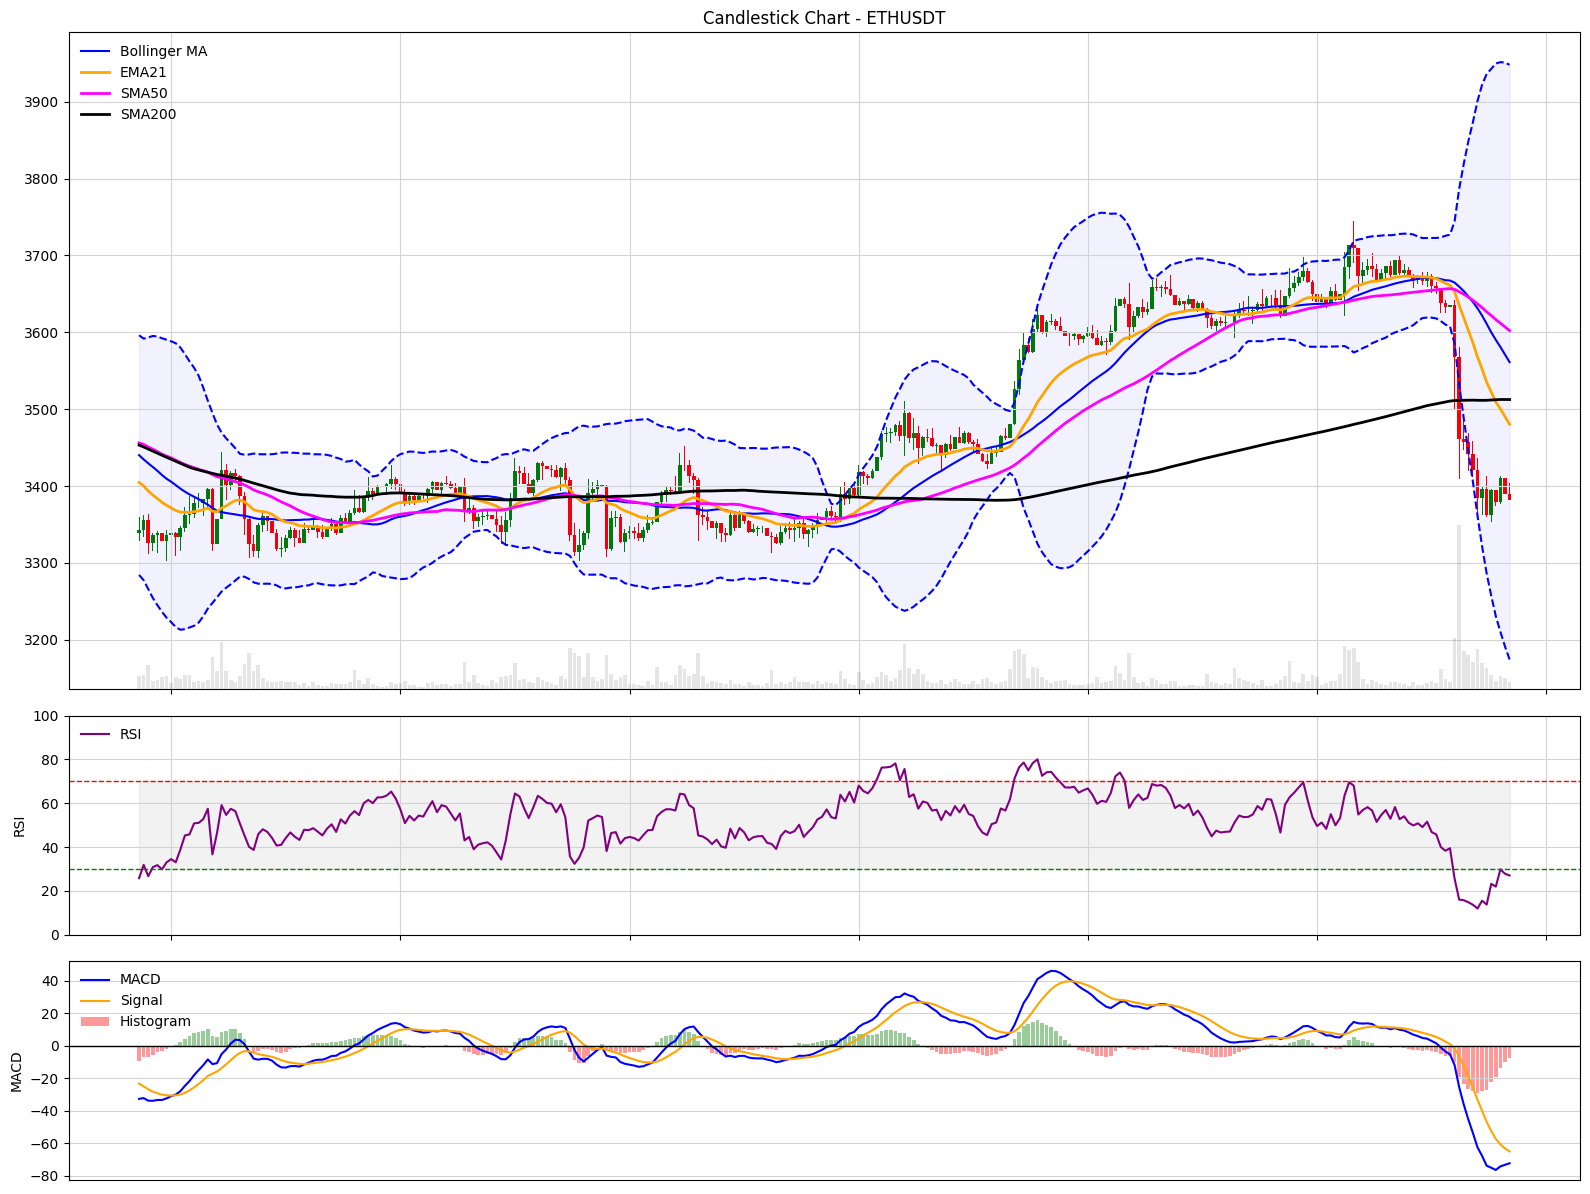 Candlestick Chart - ETHUSDT
Bollinger MA
EMA21
SMA50
SMA200
3900
3800
3700
3600
3500
3400
3300
3200
RSI
100
80
60
40
20
0
RSI
MACD
Signal
Histogram
40
20
0
−20
−40
−60
−80
MACD